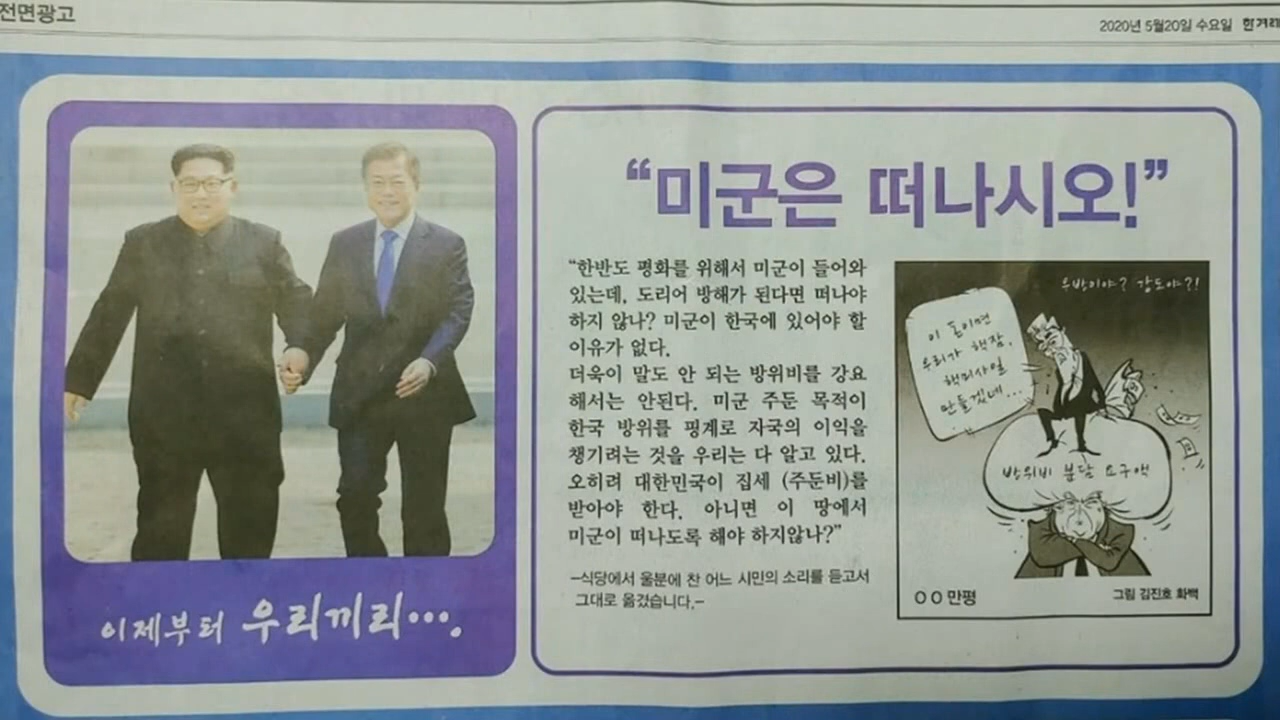 전면광고
2020년 5월20일 수요일 한겨레
이제부터 우리끼리….
“미군은 떠나시오!”
“한반도 평화를 위해서 미군이 들어와
있는데, 도리어 방해가 된다면 떠나야
하지 않나? 미군이 한국에 있어야 할
이유가 없다.
더욱이 말도 안 되는 방위비를 강요
해서는 안된다. 미군 주둔 목적이
한국 방위를 핑계로 자국의 이익을
챙기려는 것을 우리는 다 알고 있다.
오히려 대한민국이 집세 (주둔비)를
받아야 한다. 아니면 이 땅에서
미군이 떠나도록 해야 하지않나?”
-식당에서 울분에 찬 어느 시민의 소리를 듣고서
그대로 옮겼습니다.-
우방이야? 강도야?!
이 돈이면
우리가 핵잠,
핵미사일
만들겠네...
방위비 분담 요구액
ㅇㅇ만평
그림 김진호 화백